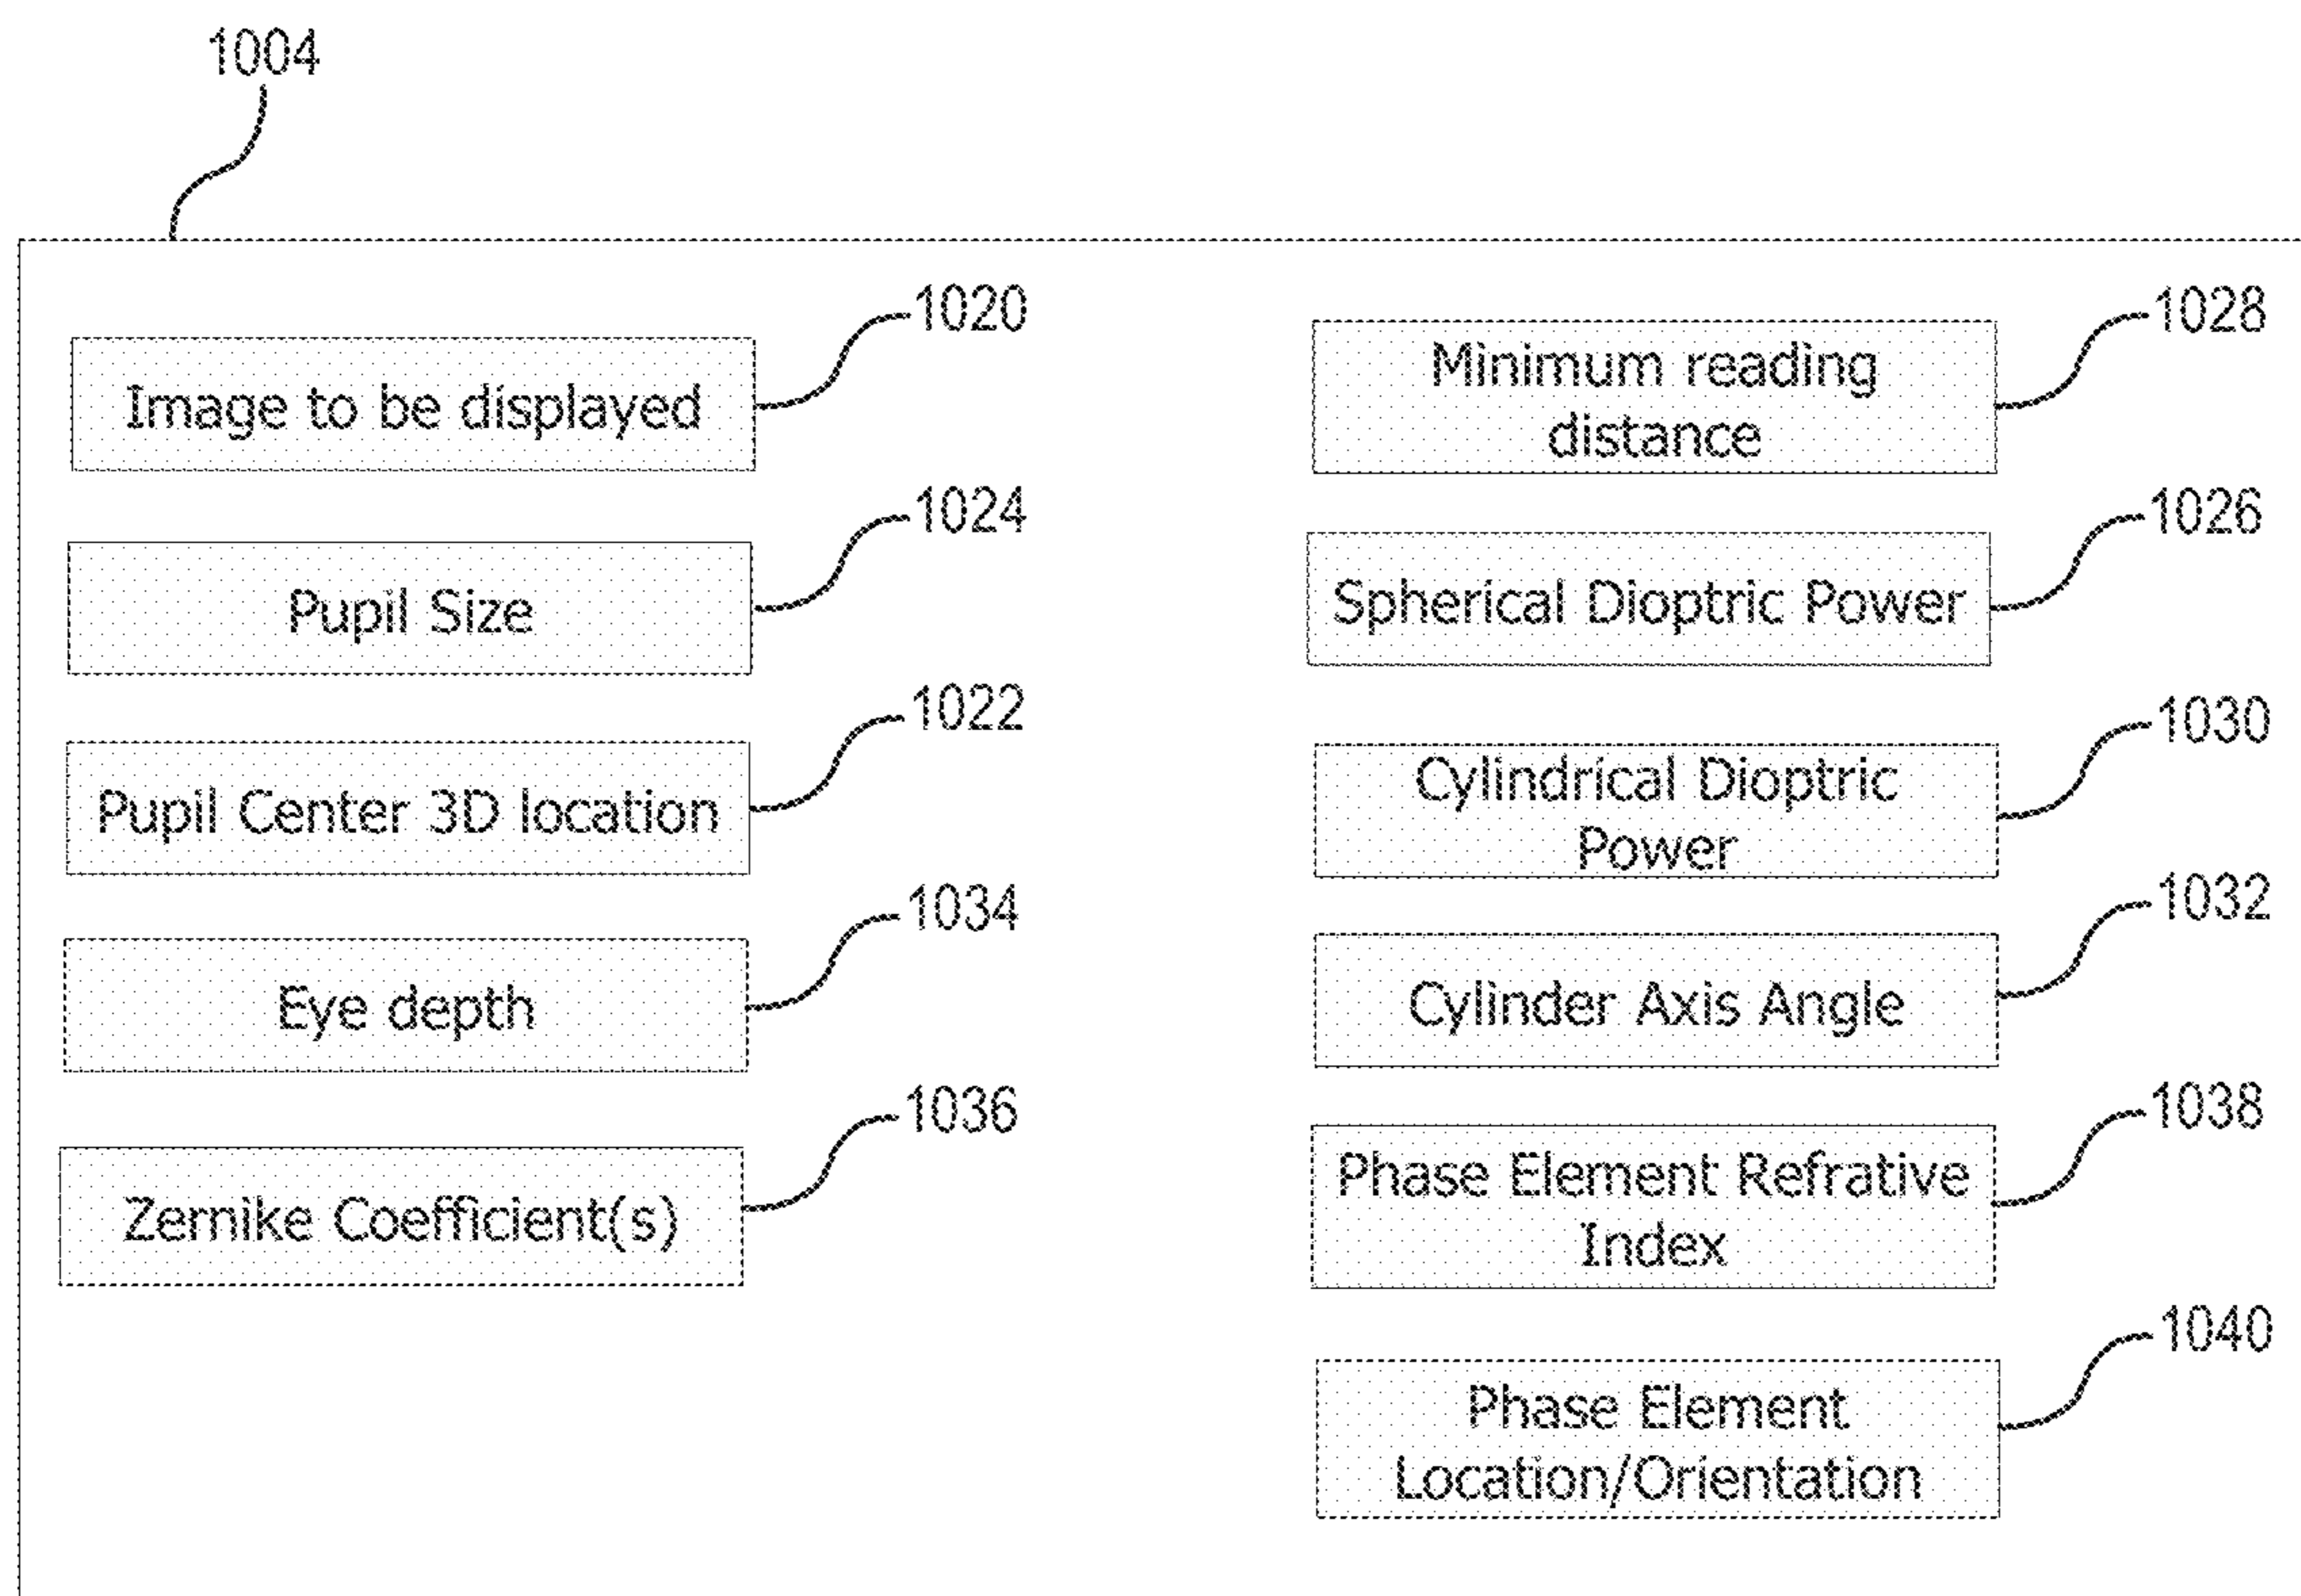 1004
1020
Image to be displayed
1024
Pupil Size
1022
Pupil Center 3D location
1034
Eye depth
1036
Zernike Coefficient(s)
1028
Minimum reading
distance
1026
Spherical Dioptric Power
1030
Cylindrical Dioptric
Power
1032
Cylinder Axis Angle
1038
Phase Element Refrative
Index
1040
Phase Element
Location/Orientation